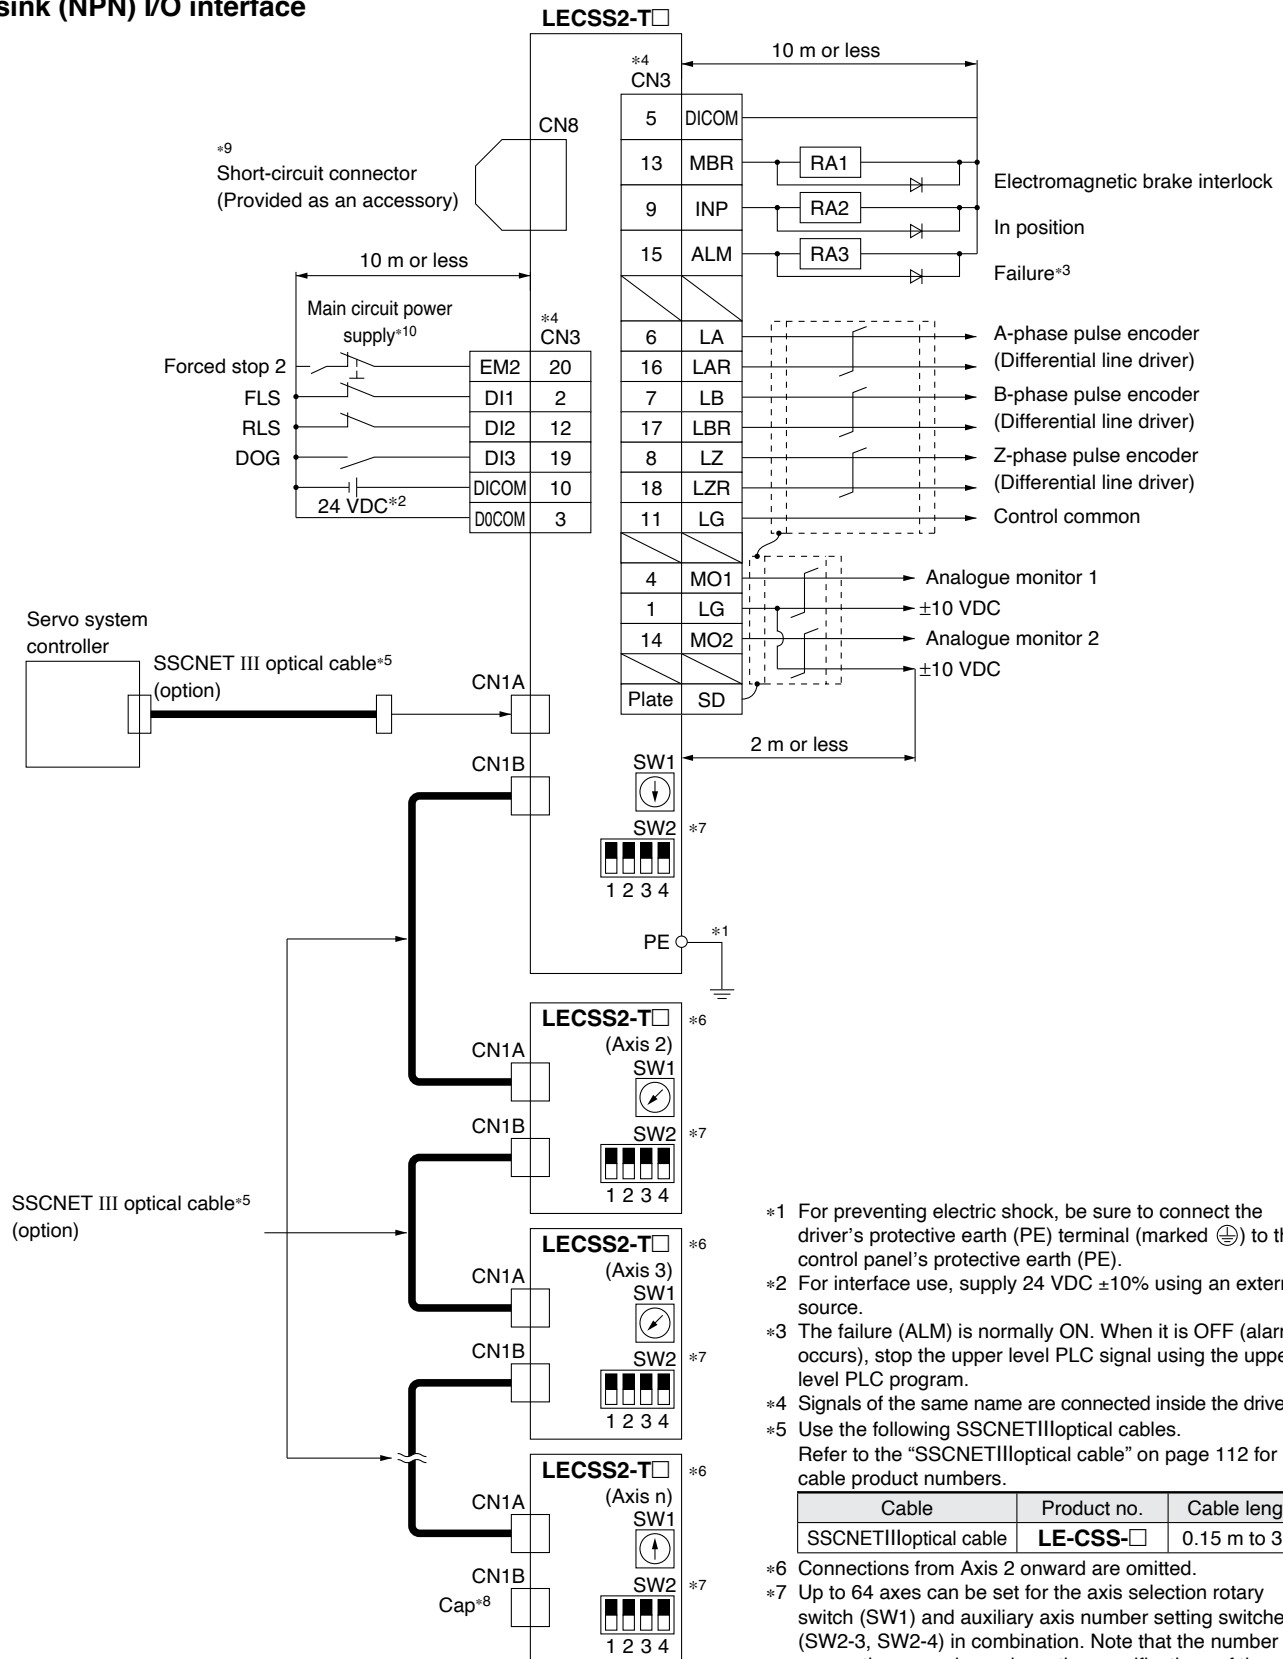 sink (NPN) I/O interface
LECSS2-T□
10 m or less
*4
CN3
5 DICOM
13 MBR RA1
9 INP RA2
15 ALM RA3
Electromagnetic brake interlock
In position
Failure*3
CN8
*9
Short-circuit connector
(Provided as an accessory)
10 m or less
Main circuit power
supply*10
*4
CN3
Forced stop 2 EM2 20
FLS DI1 2
RLS DI2 12
DOG DI3 19
DICOM 10
24 VDC*2
D0COM 3
6 LA
16 LAR
7 LB
17 LBR
8 LZ
18 LZR
11 LG
A-phase pulse encoder
(Differential line driver)
B-phase pulse encoder
(Differential line driver)
Z-phase pulse encoder
(Differential line driver)
Control common
4 MO1 Analogue monitor 1
1 LG ±10 VDC
14 MO2 Analogue monitor 2
±10 VDC
Plate SD
2 m or less
Servo system
controller
SSCNET III optical cable*5
(option)
CN1A
CN1B
SW1
SW2 *7
1 2 3 4
PE *1
LECSS2-T□ *6
(Axis 2)
CN1A
SW1
CN1B
SW2 *7
1 2 3 4
SSCNET III optical cable*5
(option)
LECSS2-T□ *6
(Axis 3)
CN1A
SW1
CN1B
SW2 *7
1 2 3 4
LECSS2-T□ *6
(Axis n)
CN1A
SW1
CN1B
Cap*8
SW2 *7
1 2 3 4
*1 For preventing electric shock, be sure to connect the
driver's protective earth (PE) terminal (marked ⏚) to
control panel's protective earth (PE).
*2 For interface use, supply 24 VDC ±10% using an
source.
*3 The failure (ALM) is normally ON. When it is OFF
occurs), stop the upper level PLC signal using the
level PLC program.
*4 Signals of the same name are connected inside the
*5 Use the following SSCNETIIIoptical cables.
Refer to the "SSCNETIIIoptical cable" on page 112 for
cable product numbers.
Cable Product no. Cable
SSCNETIIIoptical cable LE-CSS-□ 0.15 m to
*6 Connections from Axis 2 onward are omitted.
*7 Up to 64 axes can be set for the axis selection rotary
switch (SW1) and auxiliary axis number setting
(SW2-3, SW2-4) in combination. Note that the number